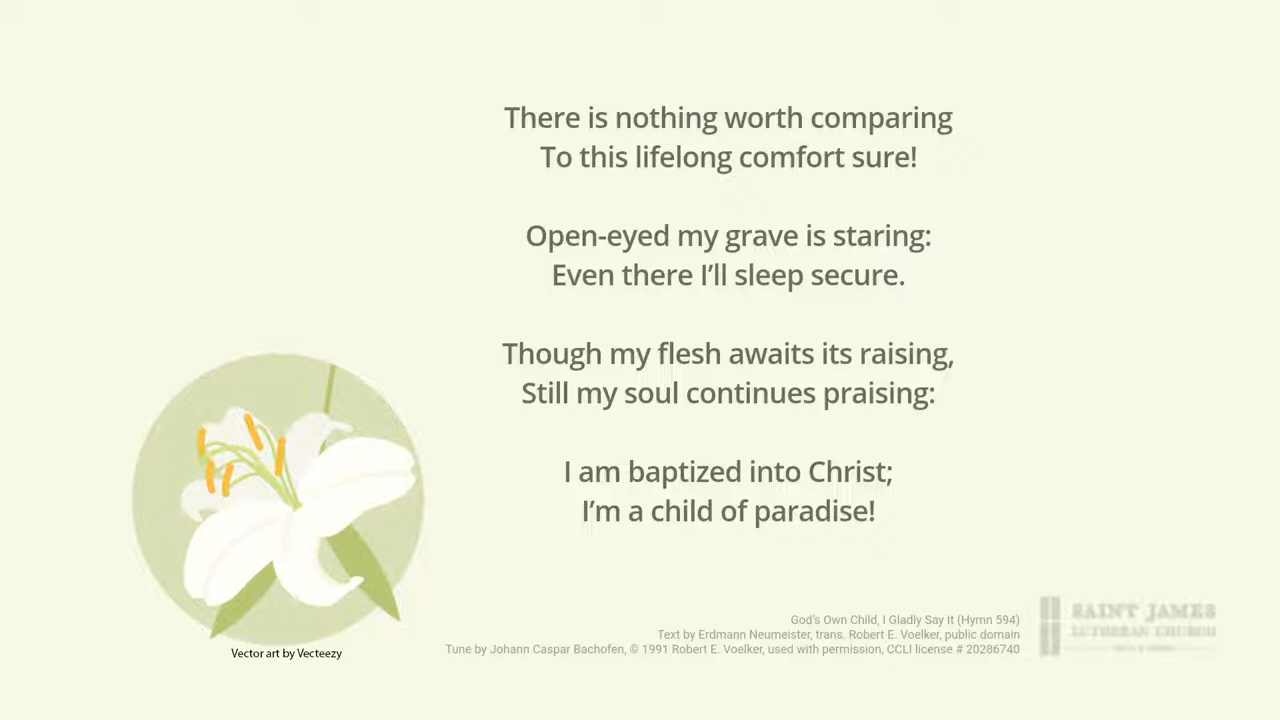 There is nothing worth comparing
To this lifelong comfort sure!
Open-eyed my grave is staring:
Even there I’ll sleep secure.
Though my flesh awaits its raising,
Still my soul continues praising:
I am baptized into Christ;
I’m a child of paradise!
God’s Own Child, I Gladly Say It (Hymn 594)
Text by Erdmann Neumeister, trans. Robert E. Voelker, public domain
Tune by Johann Caspar Bachofen, © 1991 Robert E. Voelker, used with permission, CCLI license # 20286740
SAINT JAMES
LUTHERAN CHURCH
Vector art by Vecteezy